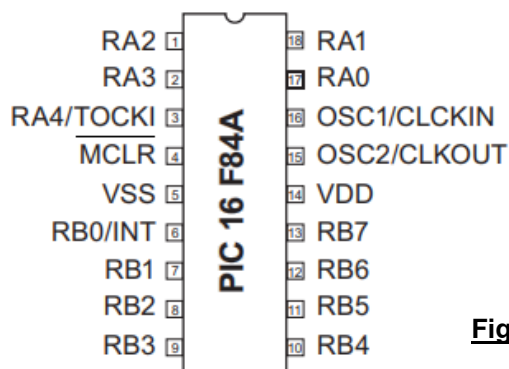 RA2 1 18 RA1
RA3 2 17 RA0
RA4/TOCKI 3 16 OSC1/CLCKIN
MCLR 4 15 OSC2/CLKOUT
VSS 5 14 VDD
RB0/INT 6 13 RB7
RB1 7 12 RB6
RB2 8 11 RB5
RB3 9 10 RB4
PIC 16 F84A
Fig